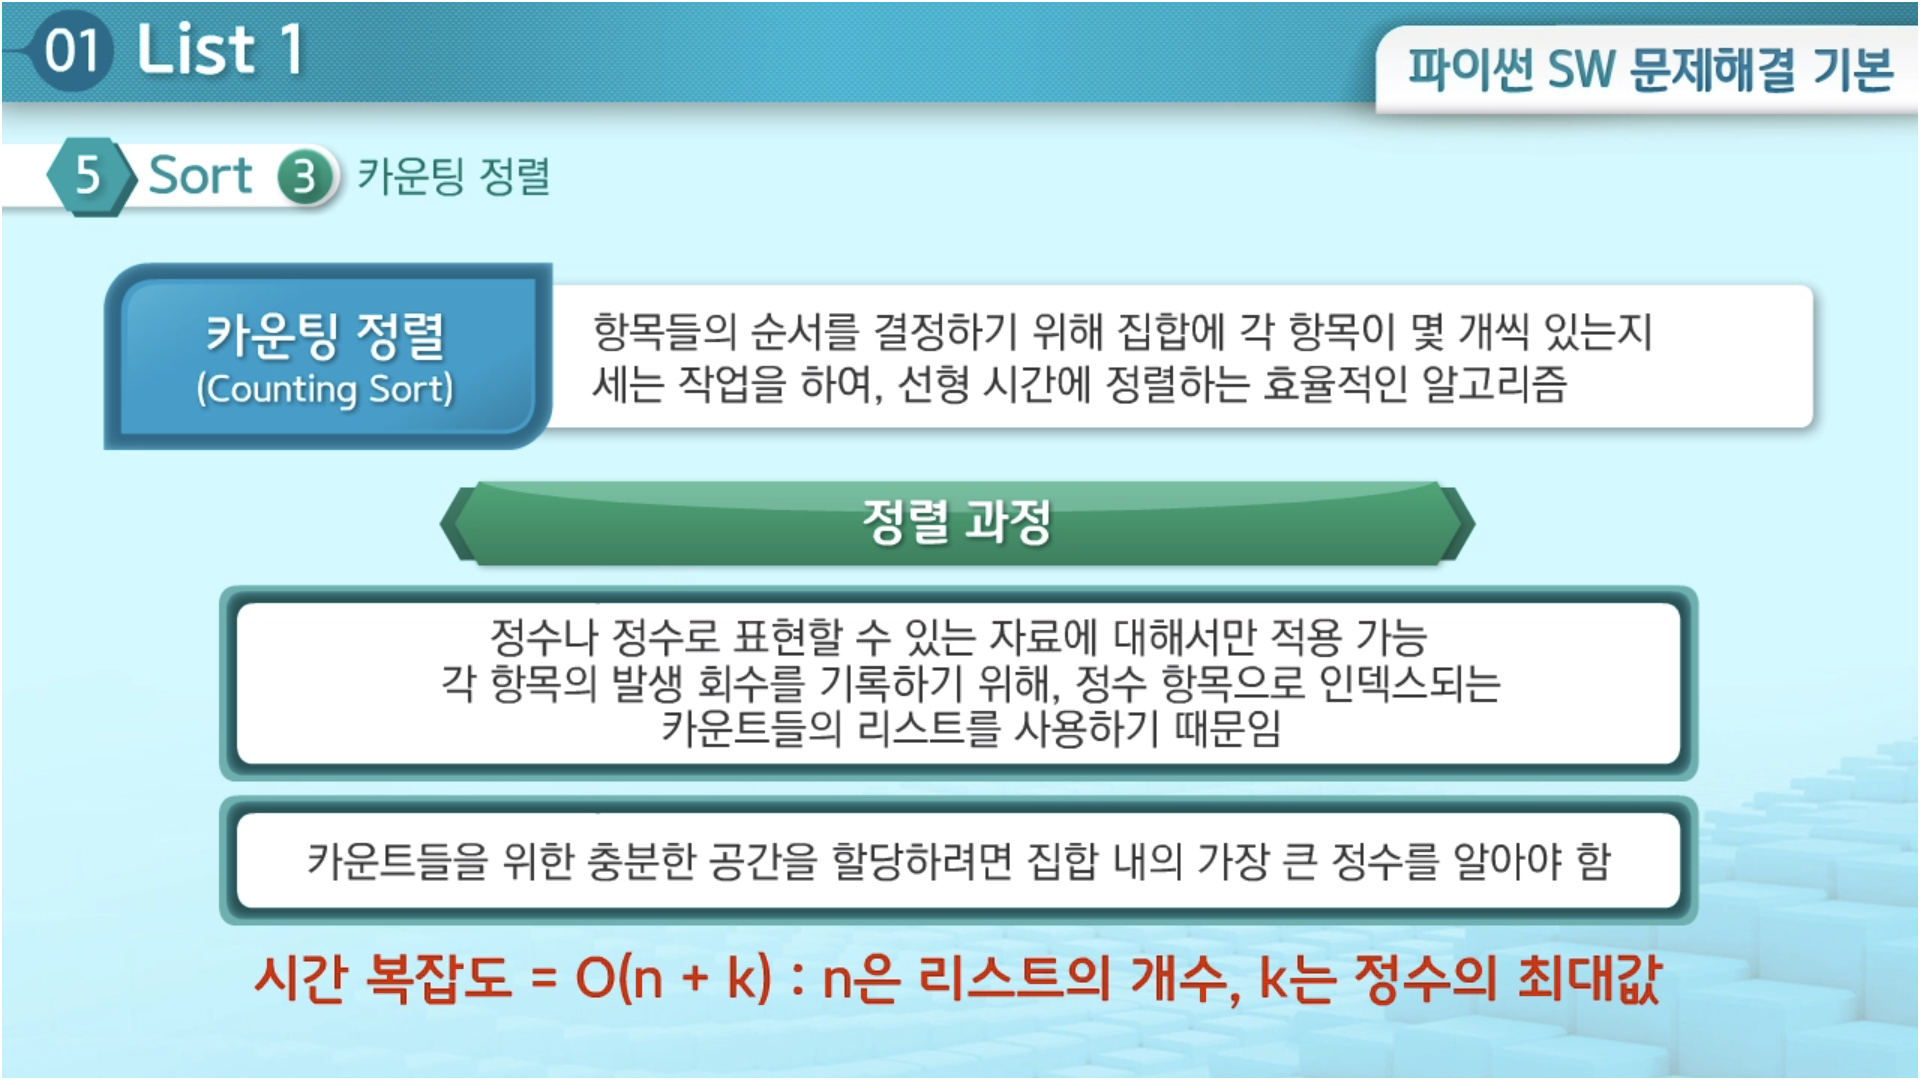 01 List 1
파이썬 SW 문제해결 기본
5 Sort 3 카운팅 정렬
카운팅 정렬
(Counting Sort)
항목들의 순서를 결정하기 위해 집합에 각 항목이 몇 개씩 있는지
세는 작업을 하여, 선형 시간에 정렬하는 효율적인 알고리즘
정렬 과정
정수나 정수로 표현할 수 있는 자료에 대해서만 적용 가능
각 항목의 발생 회수를 기록하기 위해, 정수 항목으로 인덱스되는
카운트들의 리스트를 사용하기 때문임
카운트들을 위한 충분한 공간을 할당하려면 집합 내의 가장 큰 정수를 알아야 함
시간 복잡도 = O(n + k) : n은 리스트의 개수, k는 정수의 최대값